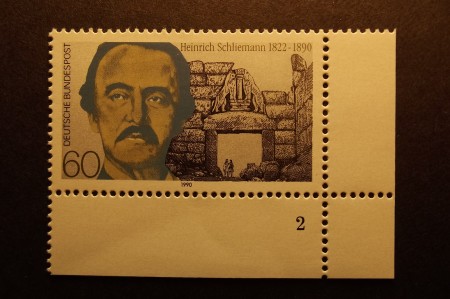 Heinrich Schliemann 1822-1890
DEUTSCHE BUNDESPOST
60
1990
2